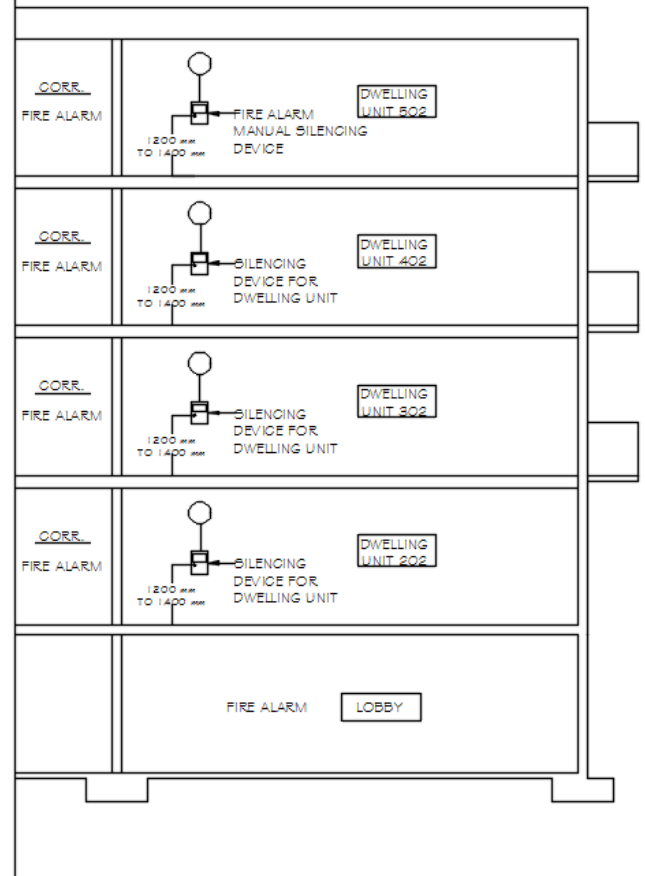 CORR.
FIRE ALARM
1200 mm
TO 1400 mm
FIRE ALARM
MANUAL SILENCING
DEVICE
DWELLING
UNIT 502
CORR.
FIRE ALARM
1200 mm
TO 1400 mm
SILENCING
DEVICE FOR
DWELLING UNIT
DWELLING
UNIT 402
CORR.
FIRE ALARM
1200 mm
TO 1400 mm
SILENCING
DEVICE FOR
DWELLING UNIT
DWELLING
UNIT 302
CORR.
FIRE ALARM
1200 mm
TO 1400 mm
SILENCING
DEVICE FOR
DWELLING UNIT
DWELLING
UNIT 202
FIRE ALARM
LOBBY